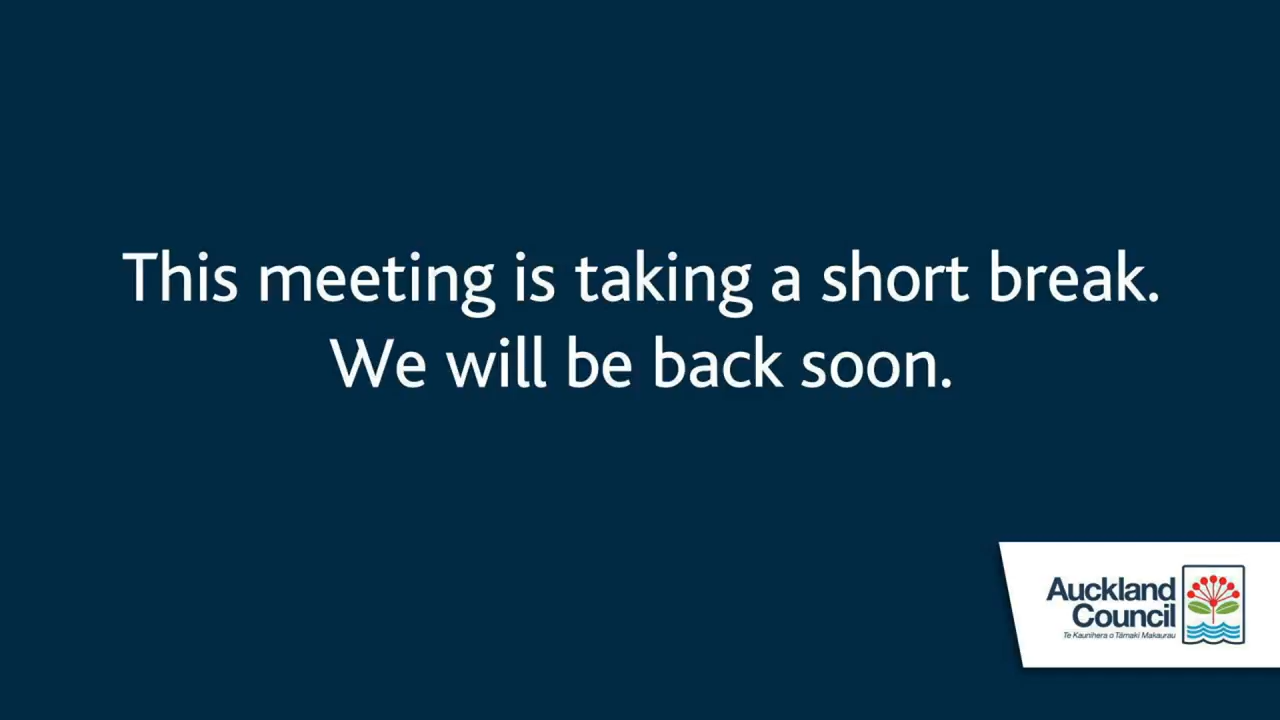 This meeting is taking a short break.
We will be back soon.
Auckland
Council
Te Kaunihera o Tāmaki Makaurau